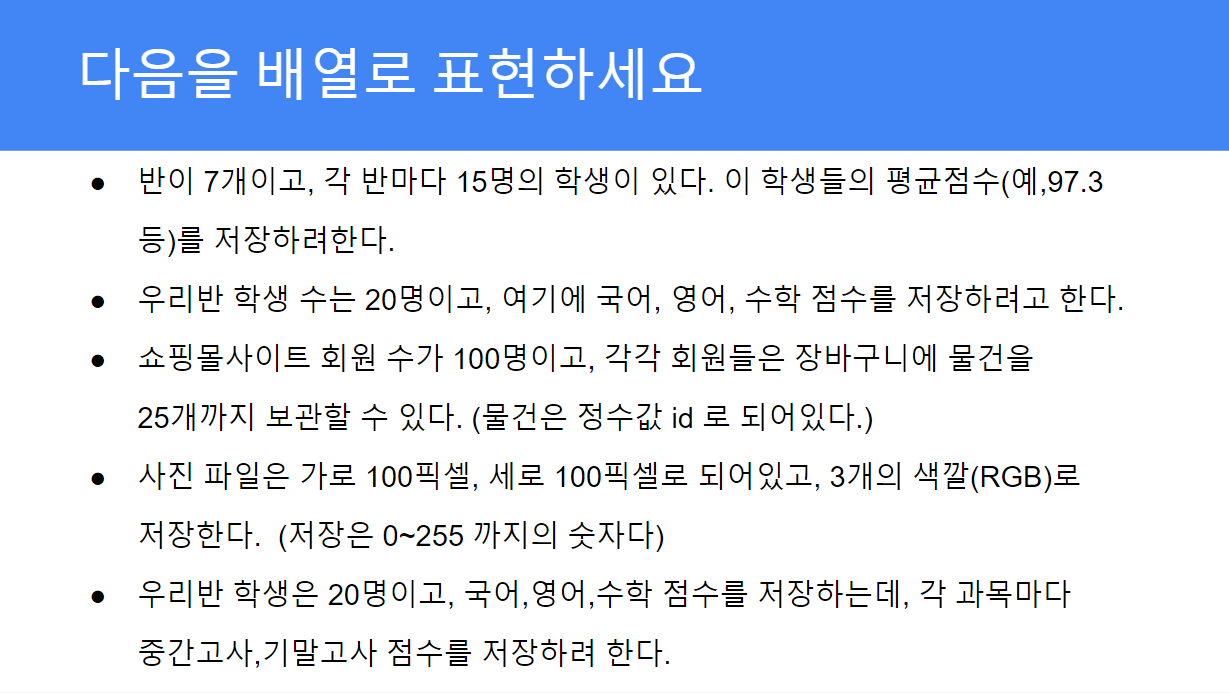 다음을 배열로 표현하세요
● 반이 7개이고, 각 반마다 15명의 학생이 있다. 이 학생들의 평균점수(예,97.3
등)를 저장하려한다.
● 우리반 학생 수는 20명이고, 여기에 국어, 영어, 수학 점수를 저장하려고 한다.
● 쇼핑몰사이트 회원 수가 100명이고, 각각 회원들은 장바구니에 물건을
25개까지 보관할 수 있다. (물건은 정수값 id 로 되어있다.)
● 사진 파일은 가로 100픽셀, 세로 100픽셀로 되어있고, 3개의 색깔(RGB)로
저장한다.  (저장은 0~255 까지의 숫자다)
● 우리반 학생은 20명이고, 국어,영어,수학 점수를 저장하는데, 각 과목마다
중간고사,기말고사 점수를 저장하려 한다.